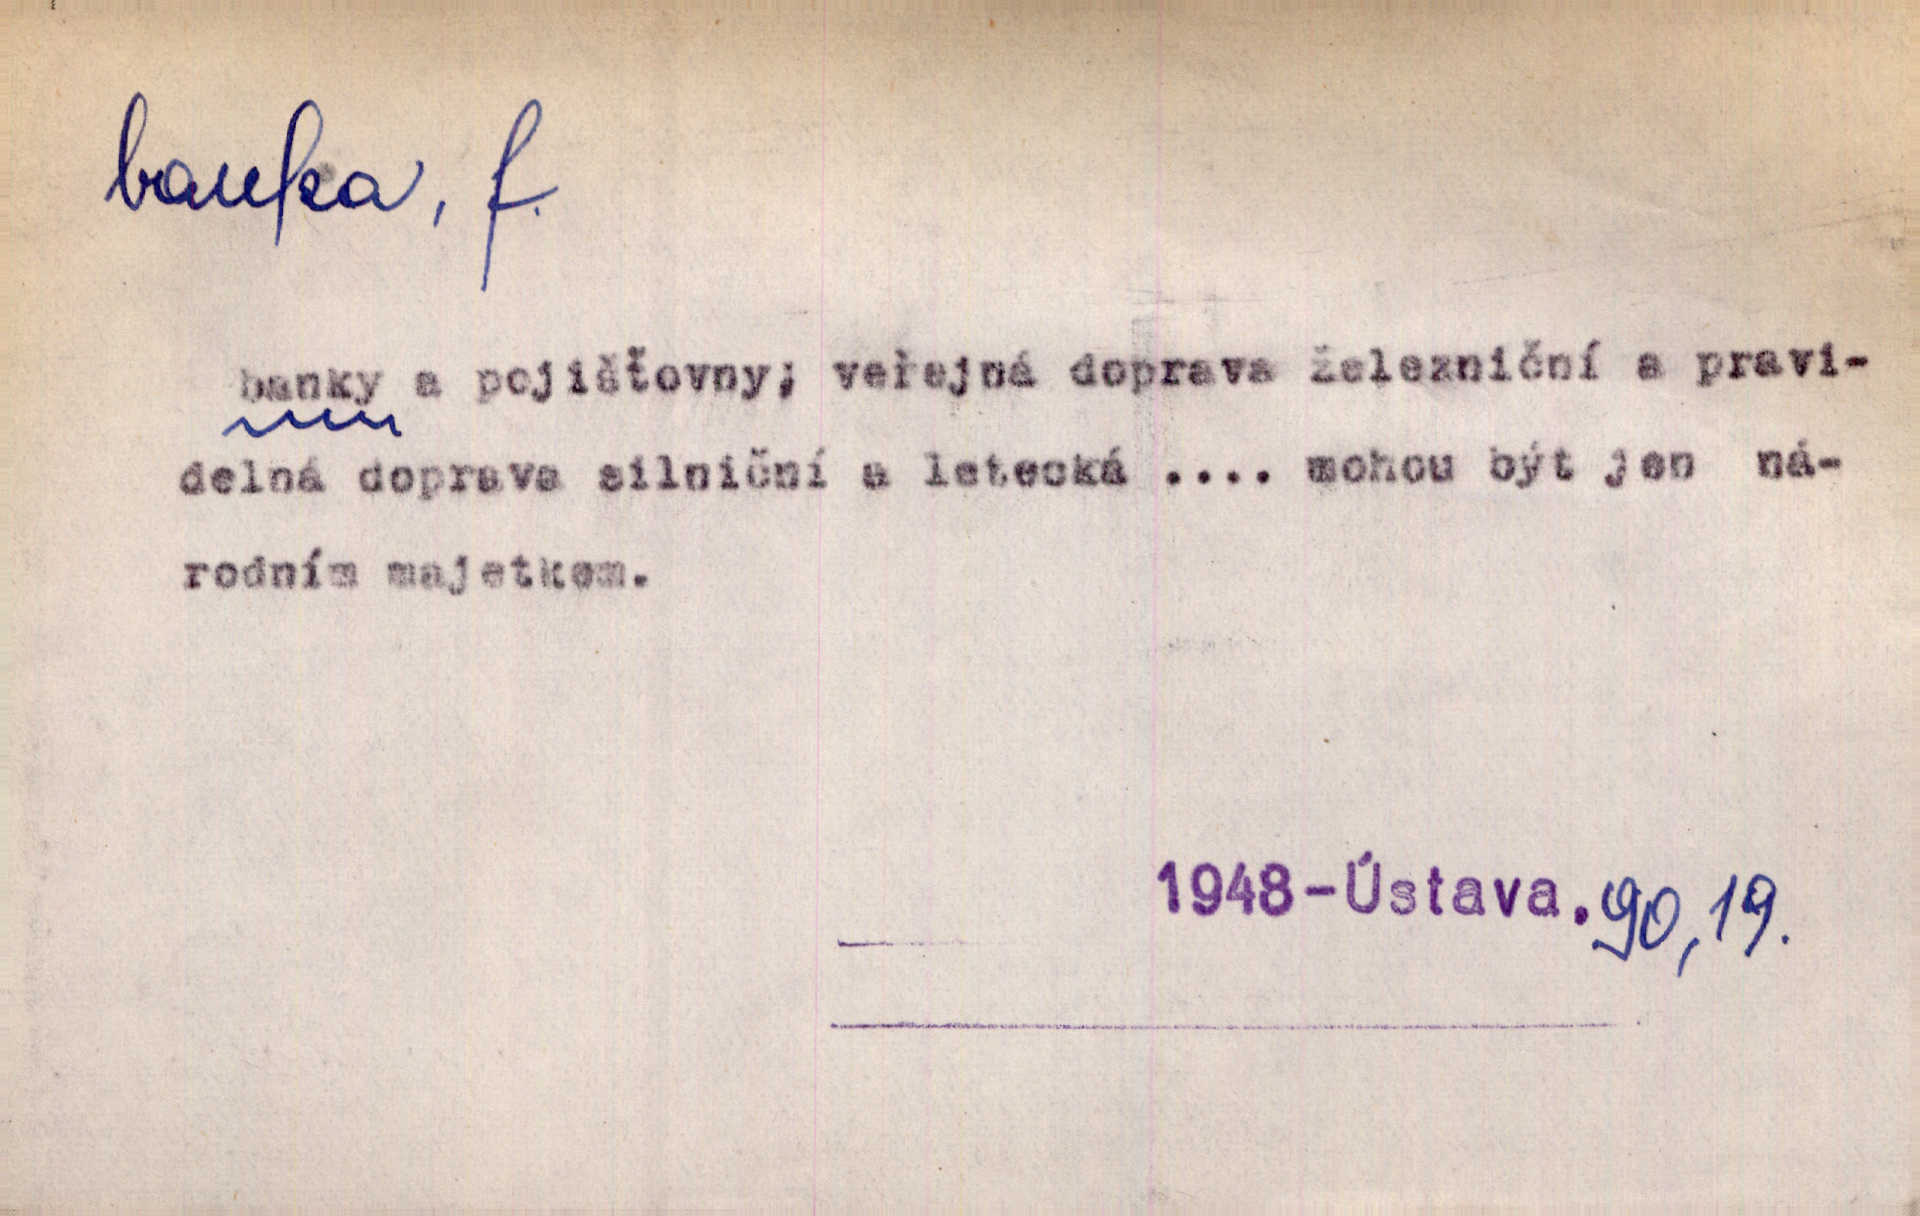 banka, f.
banky a pojišťovny; veřejná doprava železniční a pravi-
delná doprava silniční a letecká .... mohou být jen ná-
rodním majetkem.
1948-Ústava. 90, 19.